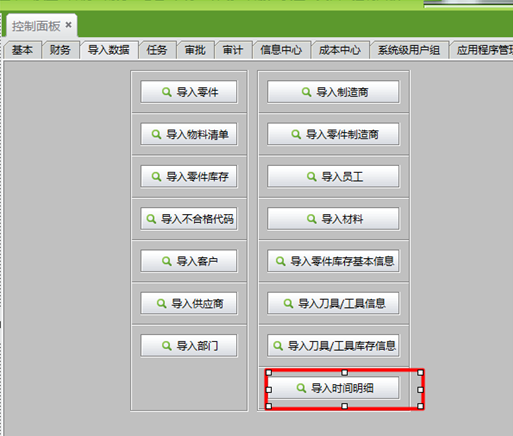 控制面板 ×
基本 财务 导入数据 任务 审批 审计 信息中心 成本中心 系统级用户组 应用程序管理
导入零件 导入制造商
导入物料清单 导入零件制造商
导入零件库存 导入员工
导入不合格代码 导入材料
导入客户 导入零件库存基本信息
导入供应商 导入刀具/工具信息
导入部门 导入刀具/工具库存信息
导入时间明细